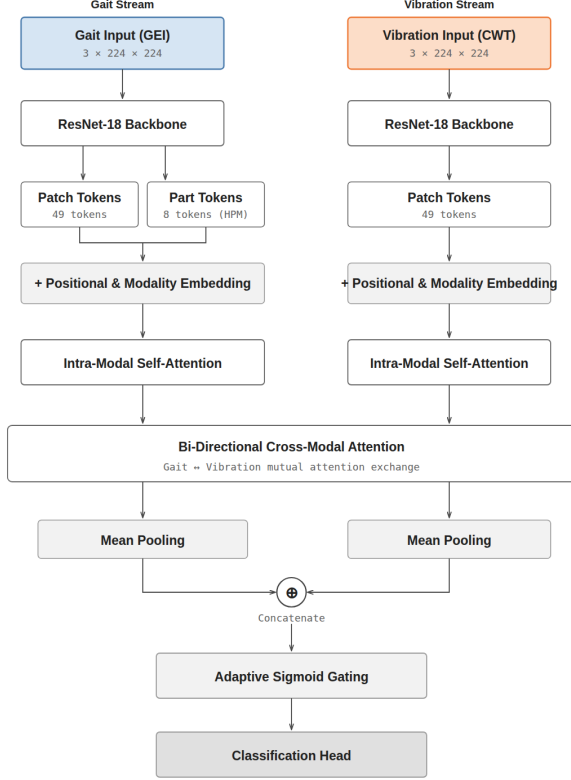 Gait Stream
Vibration Stream
Gait Input (GEI)
3 × 224 × 224
Vibration Input (CWT)
3 × 224 × 224
ResNet-18 Backbone
ResNet-18 Backbone
Patch Tokens
49 tokens
Part Tokens
8 tokens (HPM)
Patch Tokens
49 tokens
+ Positional & Modality Embedding
+ Positional & Modality Embedding
Intra-Modal Self-Attention
Intra-Modal Self-Attention
Bi-Directional Cross-Modal Attention
Gait ↔ Vibration mutual attention exchange
Mean Pooling
Mean Pooling
⊕
Concatenate
Adaptive Sigmoid Gating
Classification Head